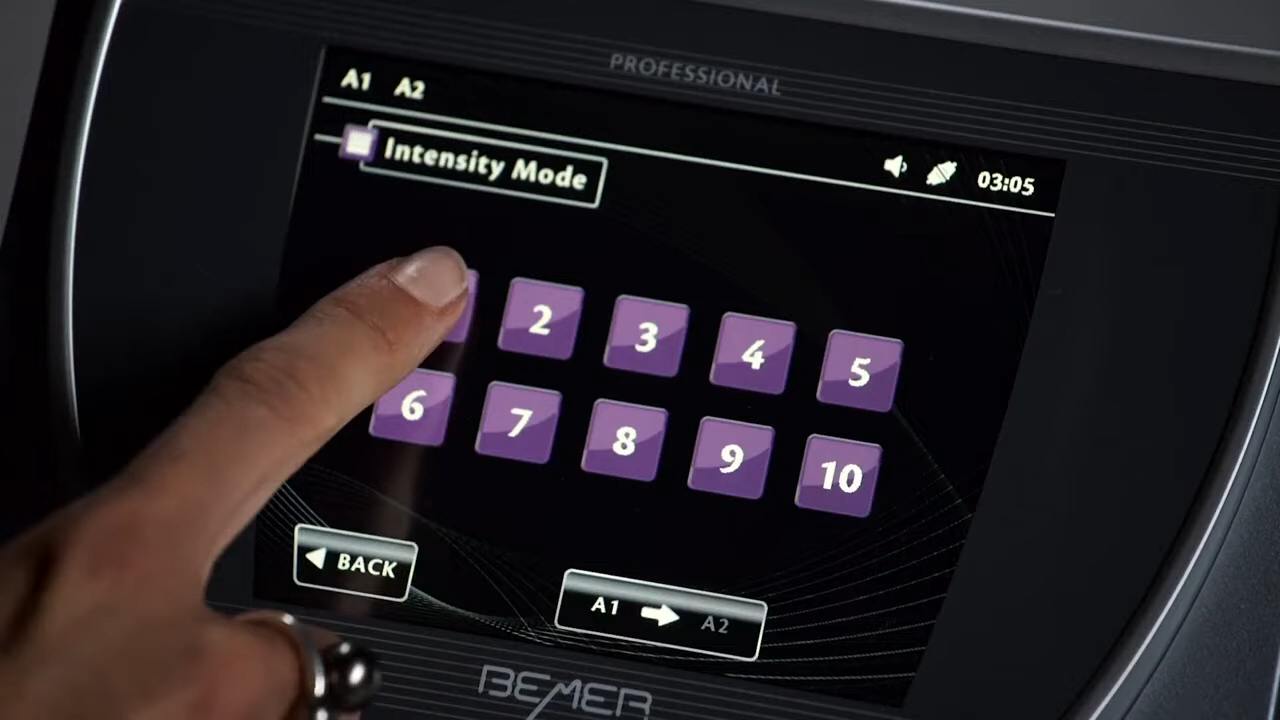 PROFESSIONAL
A1 A2
Intensity Mode
03:05
2 3 4 5
6 7 8 9 10
BACK
A1 A2
BEMER